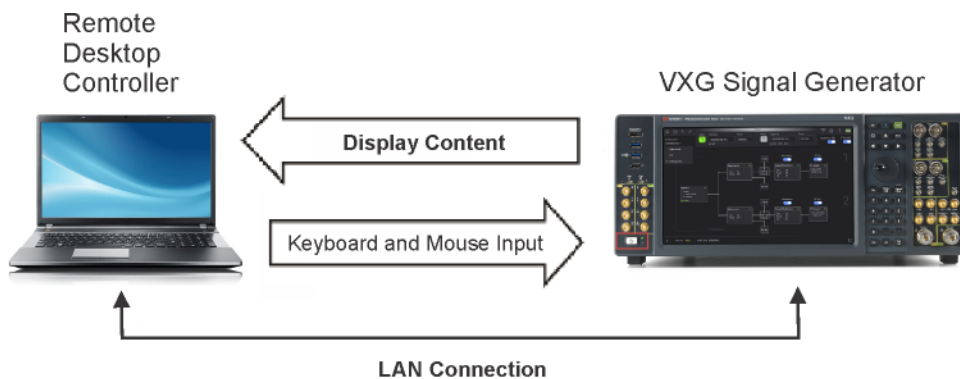 Remote
Desktop
Controller
VXG Signal Generator
Display Content
Keyboard and Mouse Input
LAN Connection